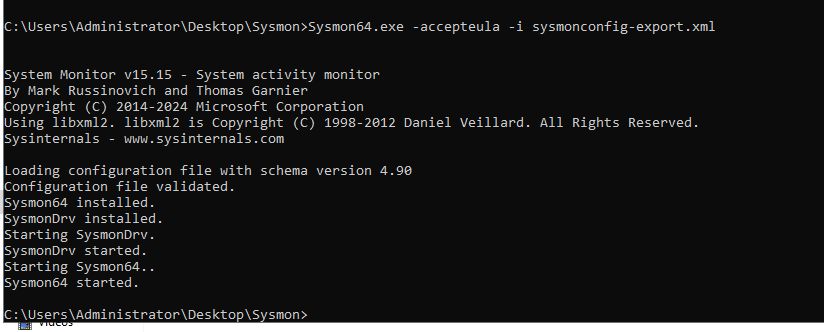 C:\Users\Administrator\Desktop\Sysmon>Sysmon64.exe -accepteula -i sysmonconfig-export.xml
System Monitor v15.15 - System activity monitor
By Mark Russinovich and Thomas Garnier
Copyright (C) 2014-2024 Microsoft Corporation
Using libxml2. libxml2 is Copyright (C) 1998-2012 Daniel Veillard. All Rights Reserved.
Sysinternals - www.sysinternals.com
Loading configuration file with schema version 4.90
Configuration file validated.
Sysmon64 installed.
SysmonDrv installed.
Starting SysmonDrv.
SysmonDrv started.
Starting Sysmon64..
Sysmon64 started.
C:\Users\Administrator\Desktop\Sysmon>
Videos